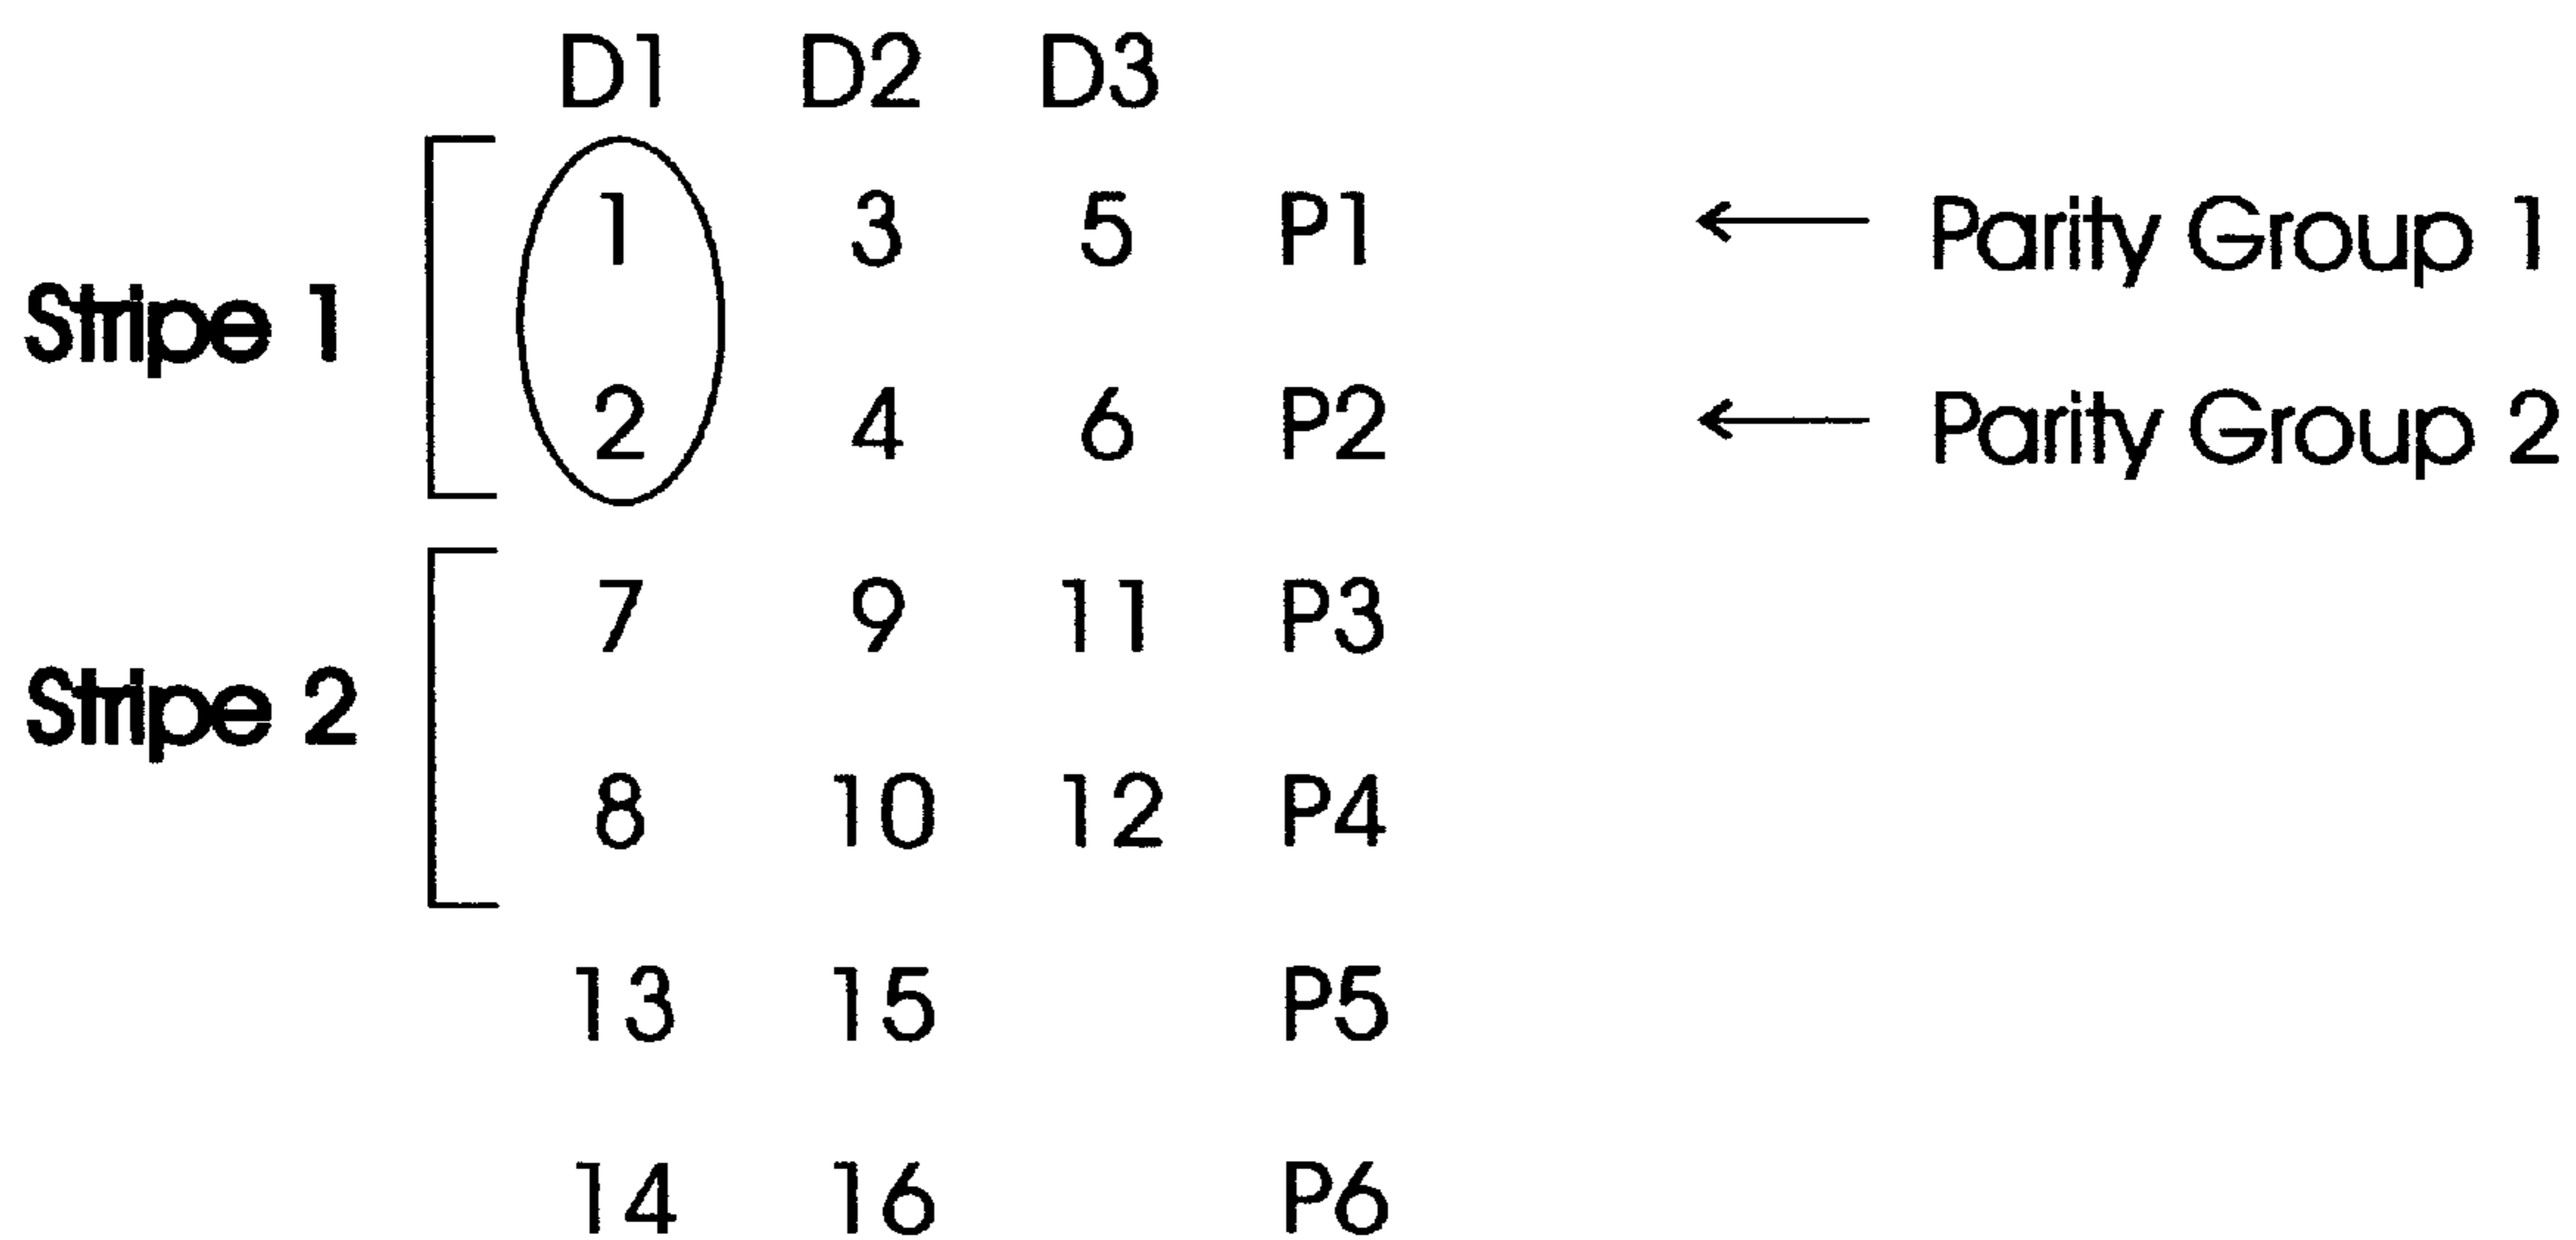 D1 D2 D3
1 3 5 P1 Parity Group 1
Stripe 1
2 4 6 P2 Parity Group 2
7 9 11 P3
Stripe 2
8 10 12 P4
13 15 P5
14 16 P6